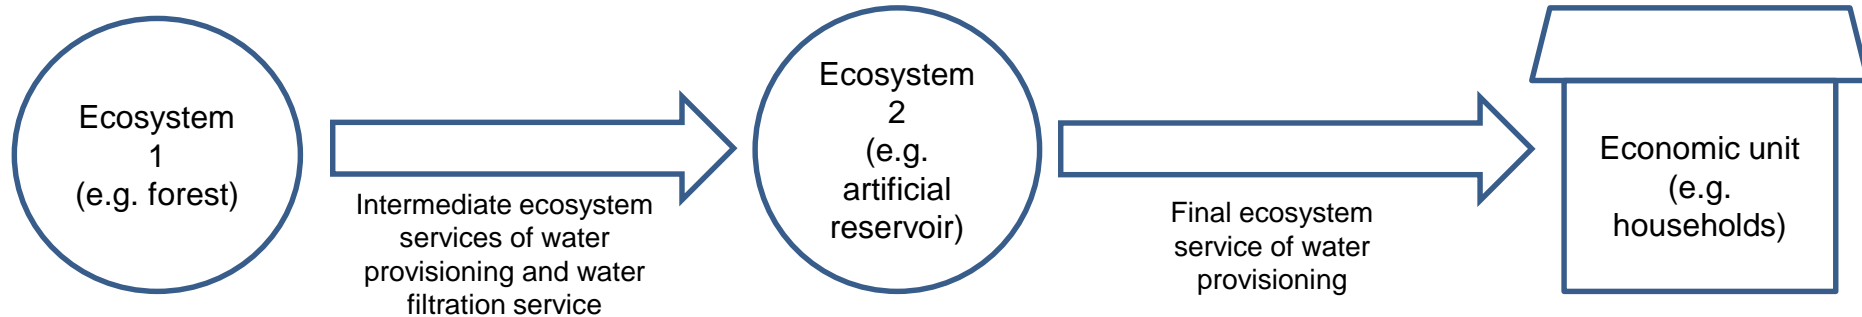 Ecosystem
1
(e.g. forest)
Intermediate ecosystem
services of water
provisioning and water
filtration service
Ecosystem
2
(e.g.
artificial
reservoir)
Final ecosystem
service of water
provisioning
Economic unit
(e.g.
households)